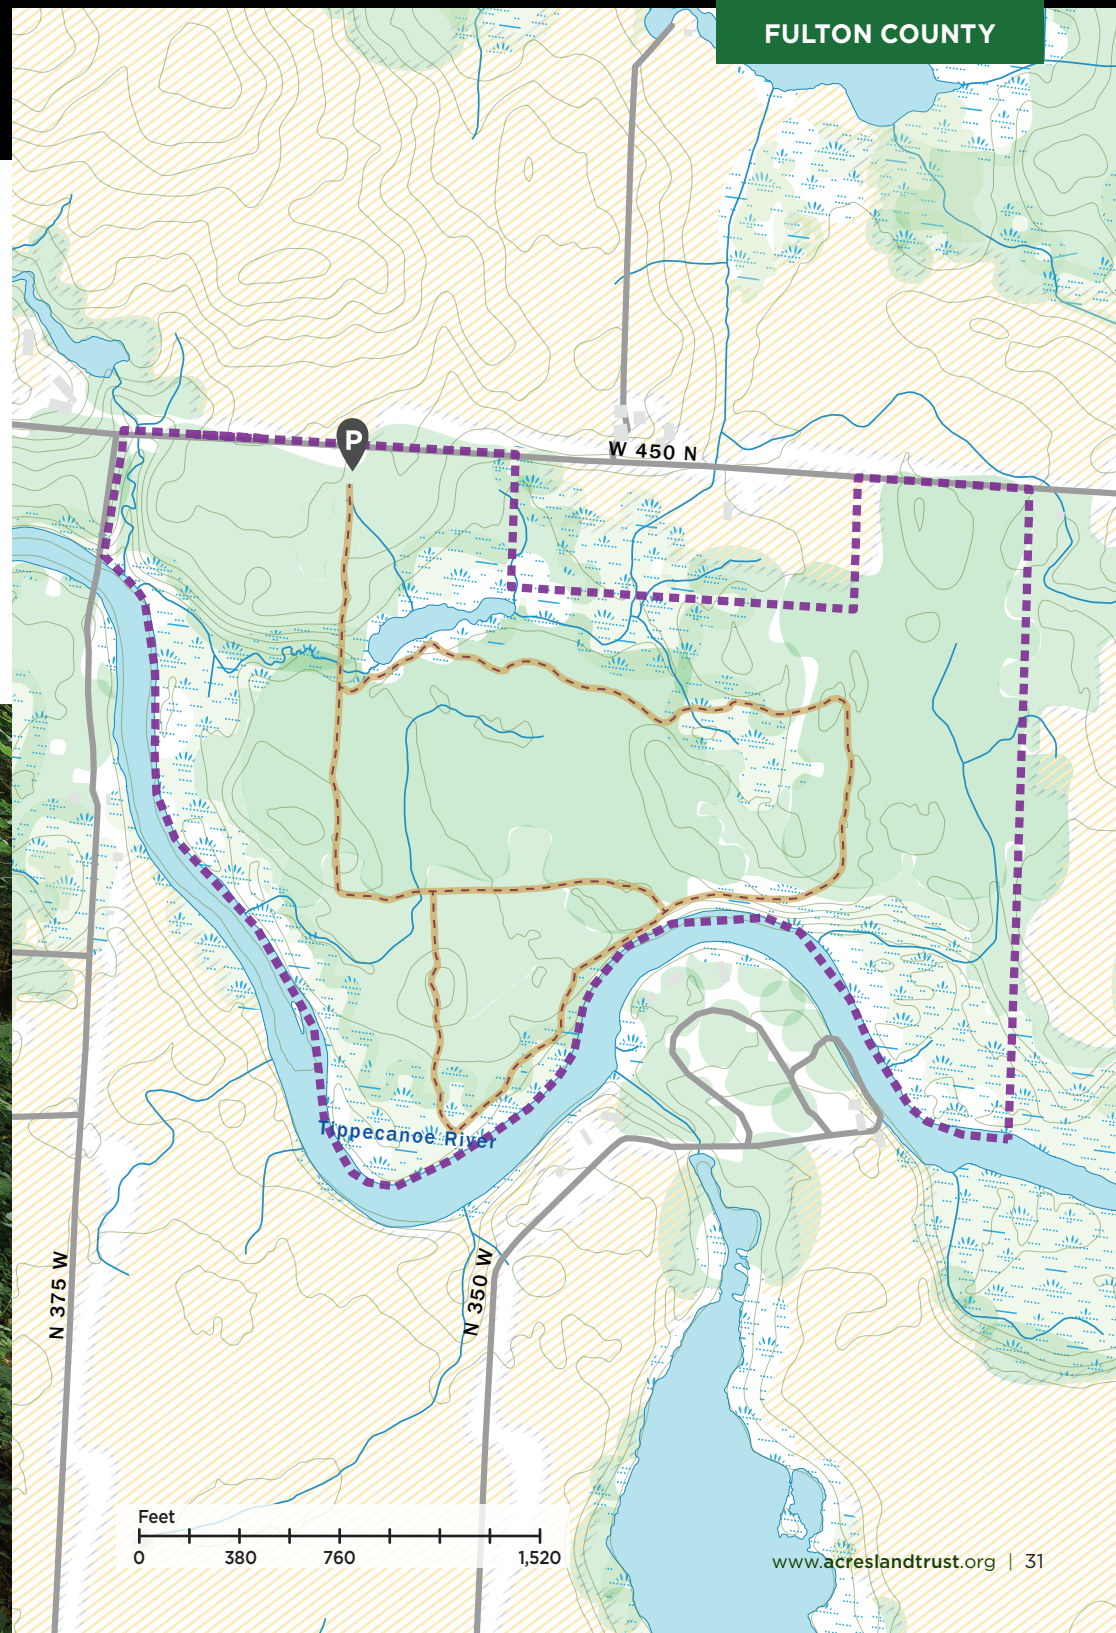 FULTON COUNTY
P
W 450 N
Tippecanoe River
N 375 W
N 350 W
Feet
0 380 760 1,520
www.acreslandtrust.org | 31